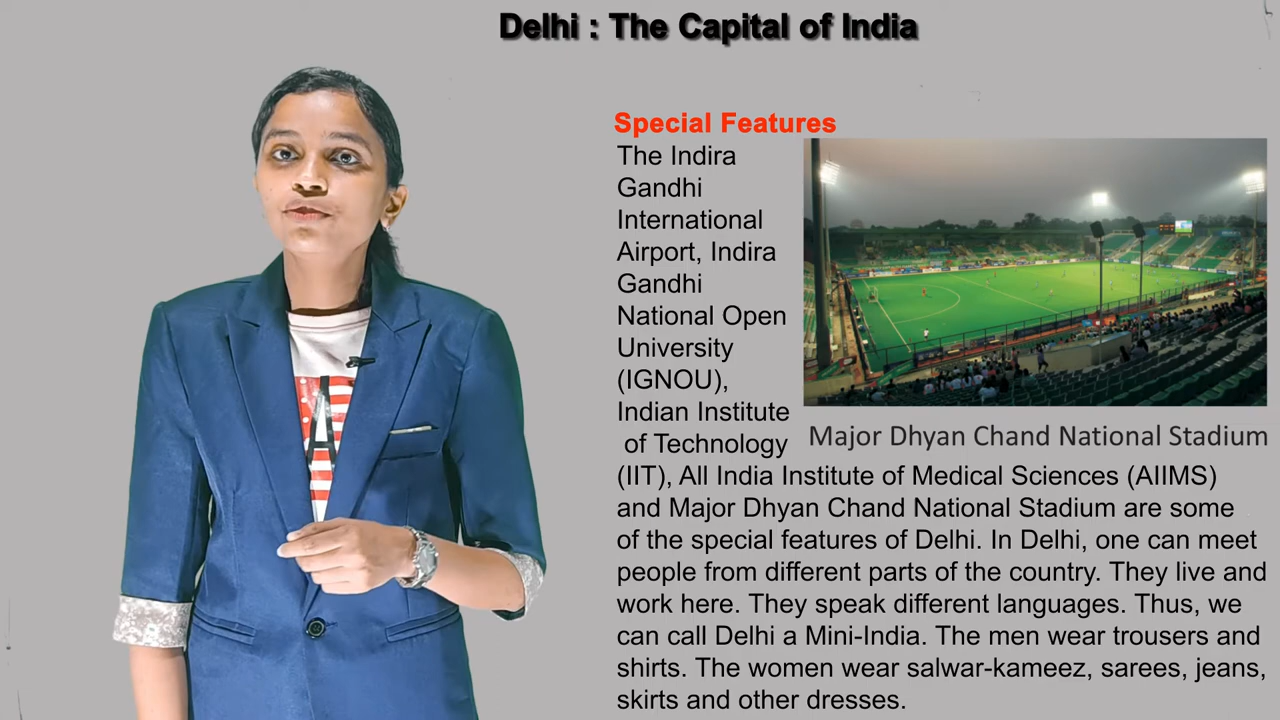 Delhi : The Capital of India
Special Features
The Indira
Gandhi
International
Airport, Indira
Gandhi
National Open
University
(IGNOU),
Indian Institute
of Technology
Major Dhyan Chand National Stadium
(IIT), All India Institute of Medical Sciences (AIIMS)
and Major Dhyan Chand National Stadium are some
of the special features of Delhi. In Delhi, one can meet
people from different parts of the country. They live and
work here. They speak different languages. Thus, we
can call Delhi a Mini-India. The men wear trousers and
shirts. The women wear salwar-kameez, sarees, jeans,
skirts and other dresses.